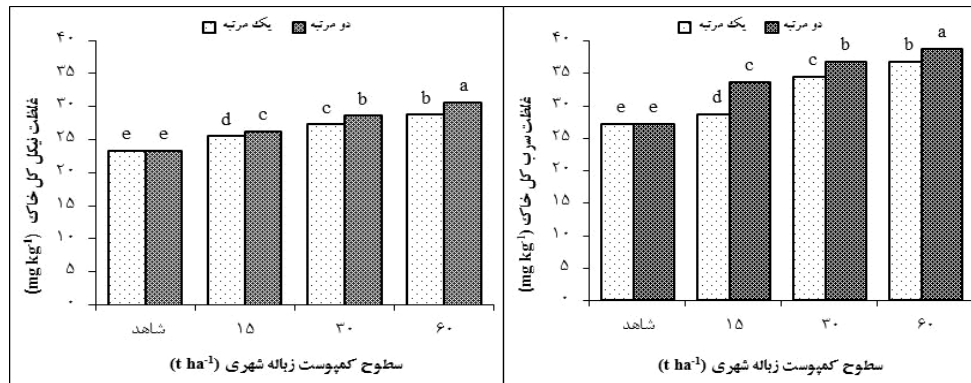 یک مرتبه دو مرتبه
غلظت نیکل کل خاک (mg kg-1)
۴۰
۳۵
۳۰
۲۵
۲۰
۱۵
۱۰
۵
۰
e e d c c b b a
شاهد ۱۵ ۳۰ ۶۰
سطوح کمپوست زباله شهری (t ha-1)
یک مرتبه دو مرتبه
غلظت سرب کل خاک (mg kg-1)
۴۰
۳۵
۳۰
۲۵
۲۰
۱۵
۱۰
۵
۰
e e d c c b b a
شاهد ۱۵ ۳۰ ۶۰
سطوح کمپوست زباله شهری (t ha-1)